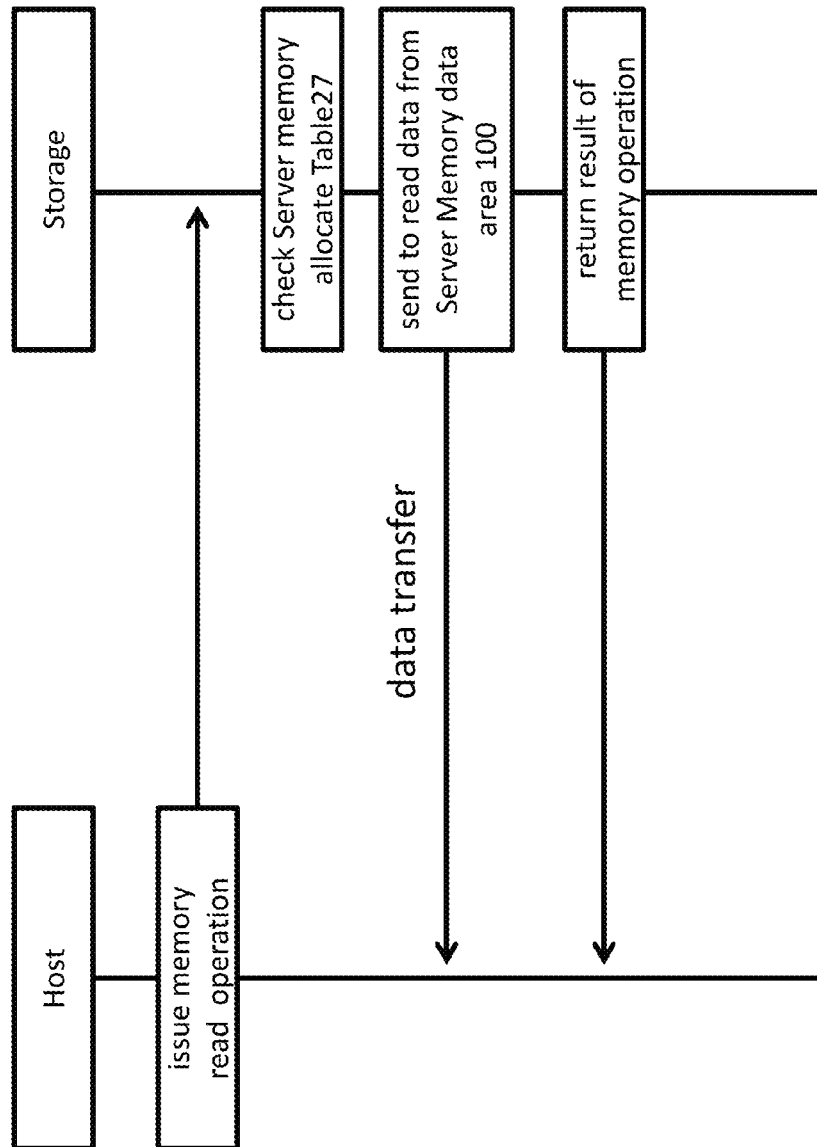 Host
Storage
issue memory
read operation
check Server memory
allocate Table27
send to read data from
Server Memory data
area 100
data transfer
return result of
memory operation